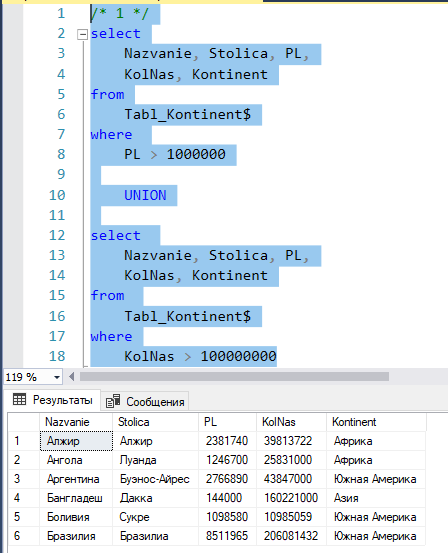 1 /* 1 */
2 select
3 Nazvanie, Stolica, PL,
4 KolNas, Kontinent
5 from
6 Tabl_Kontinent$
7 where
8 PL > 1000000
9
10 UNION
11
12 select
13 Nazvanie, Stolica, PL,
14 KolNas, Kontinent
15 from
16 Tabl_Kontinent$
17 where
18 KolNas > 100000000
119 %
Результаты Сообщения
Nazvanie Stolica PL KolNas Kontinent
1 Алжир Алжир 2381740 39813722 Африка
2 Ангола Луанда 1246700 25831000 Африка
3 Аргентина Буэнос-Айрес 2766890 43847000 Южная Америка
4 Бангладеш Дакка 144000 160221000 Азия
5 Боливия Сукре 1098580 10985059 Южная Америка
6 Бразилия Бразилиа 8511965 206081432 Южная Америка